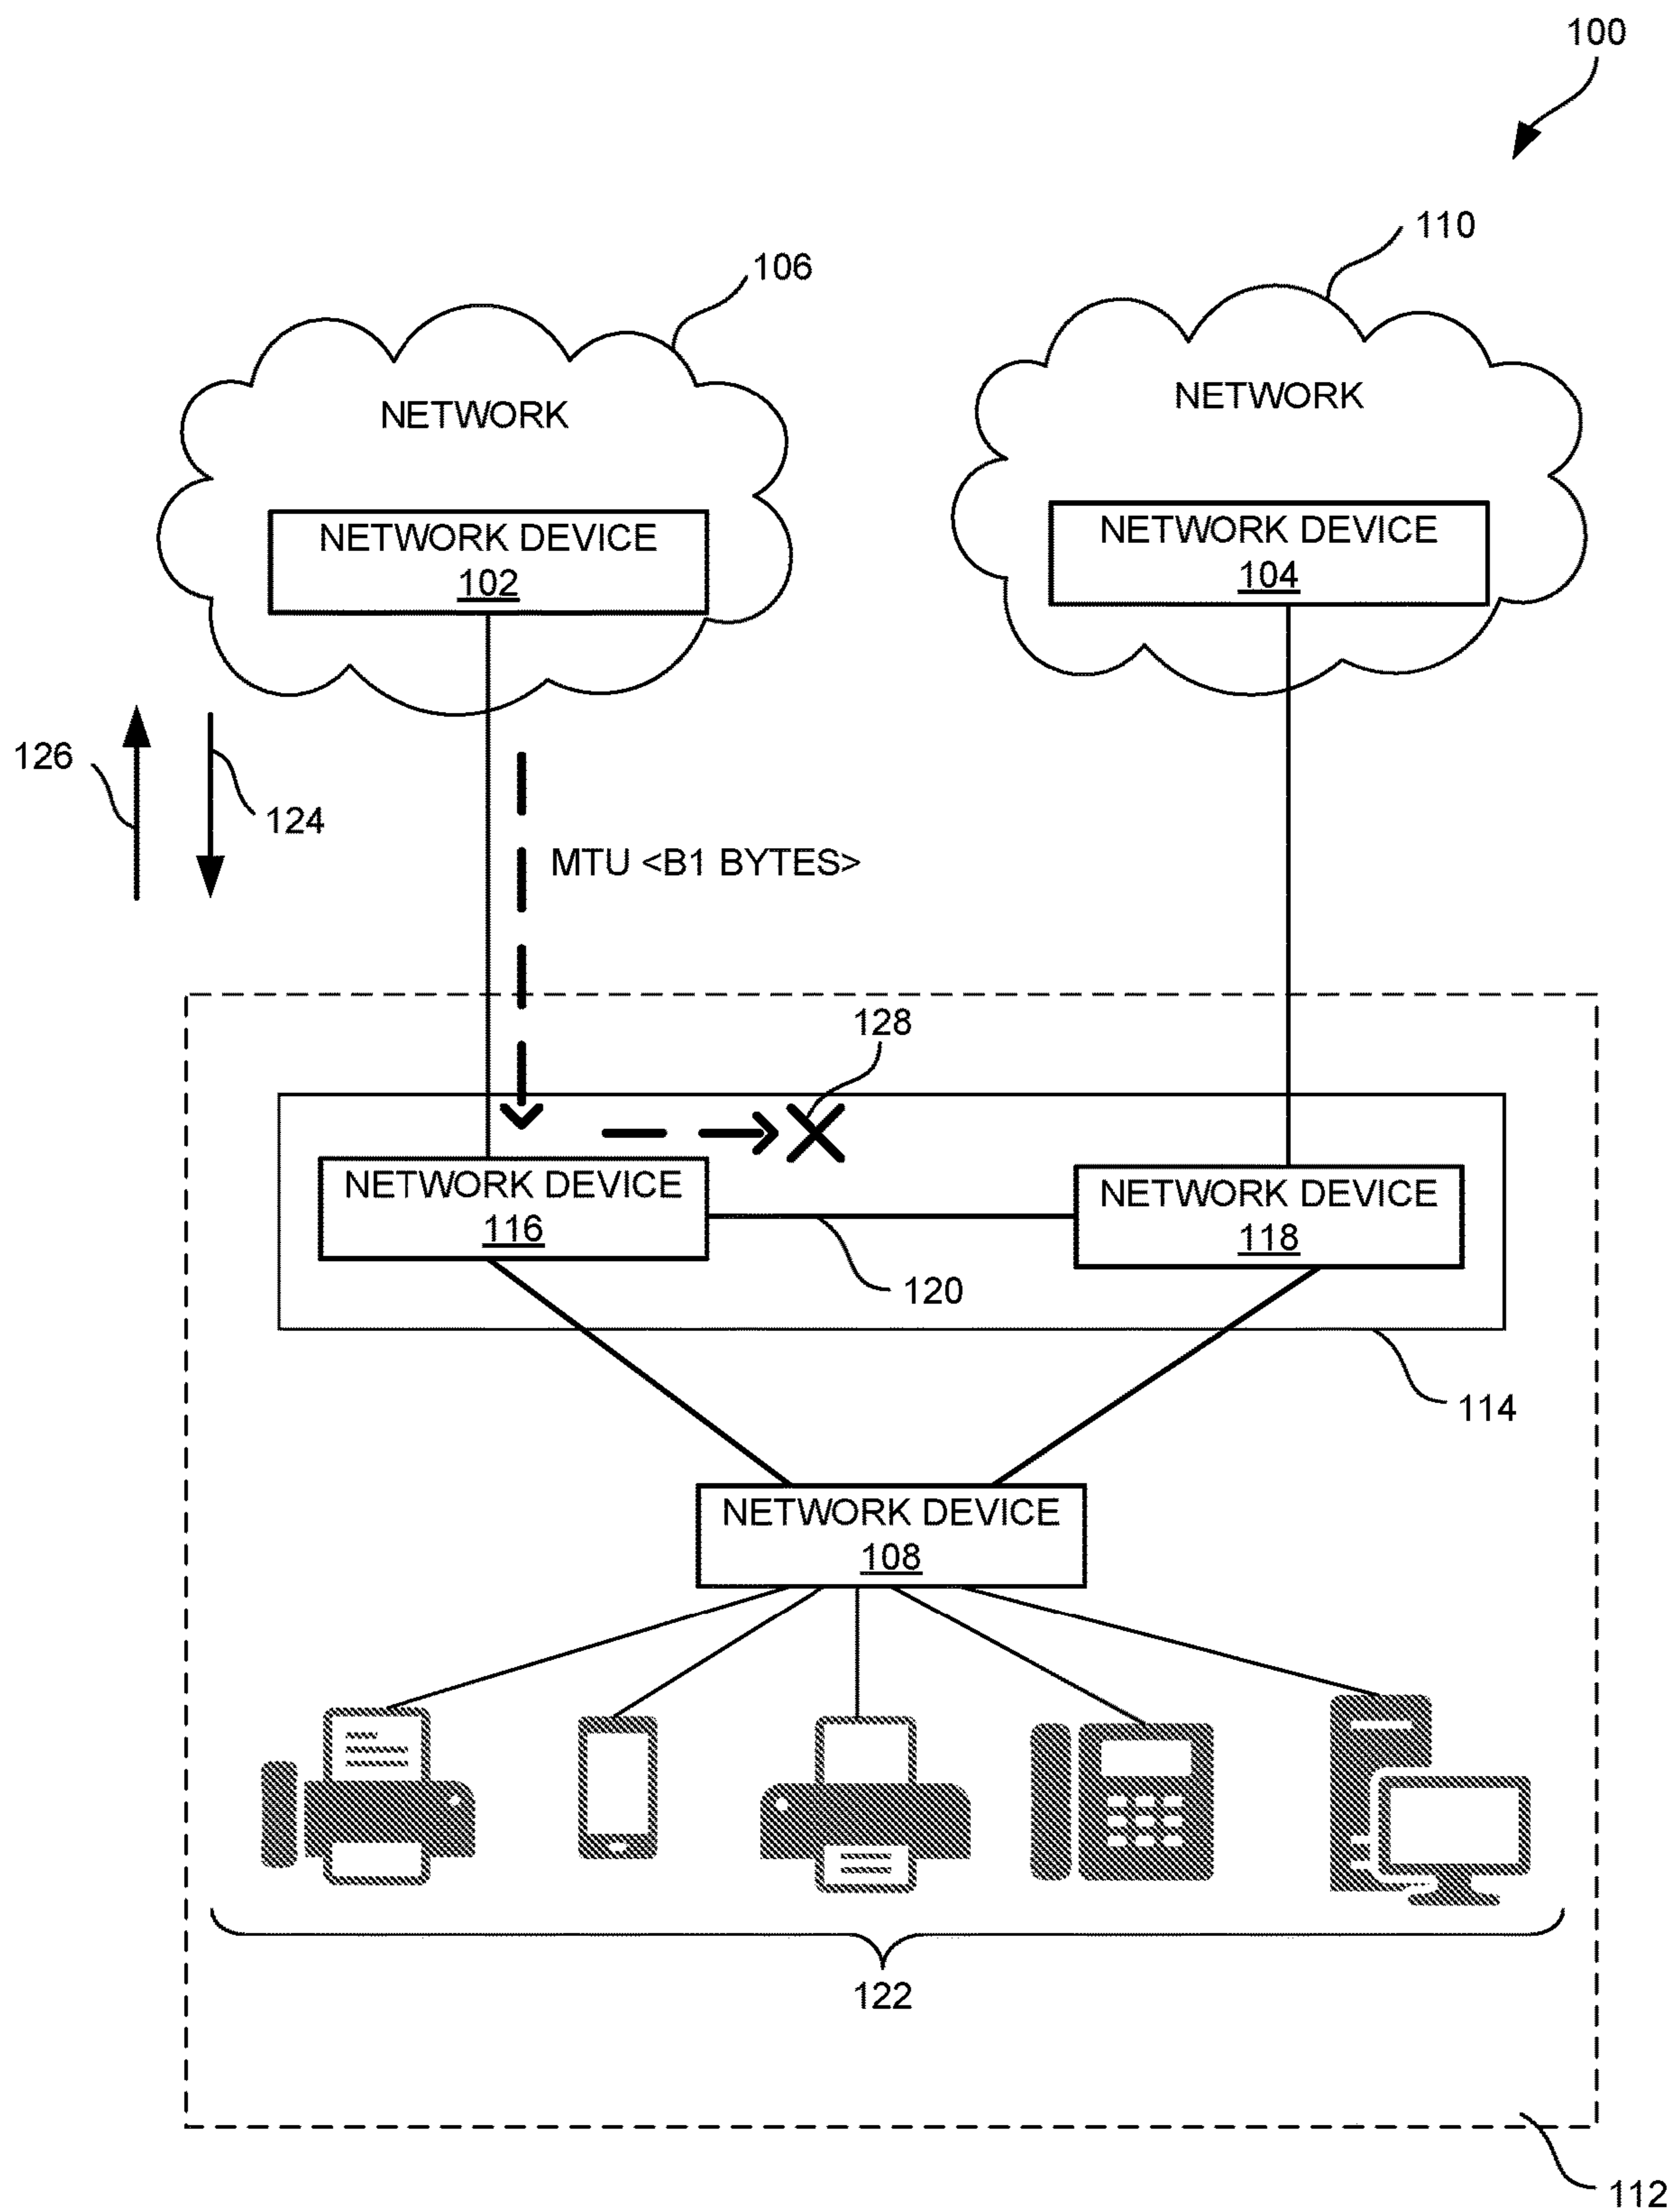 100
110
106
NETWORK
NETWORK
NETWORK DEVICE
102
NETWORK DEVICE
104
126
124
MTU <B1 BYTES>
128
NETWORK DEVICE
116
NETWORK DEVICE
118
120
114
NETWORK DEVICE
108
122
112